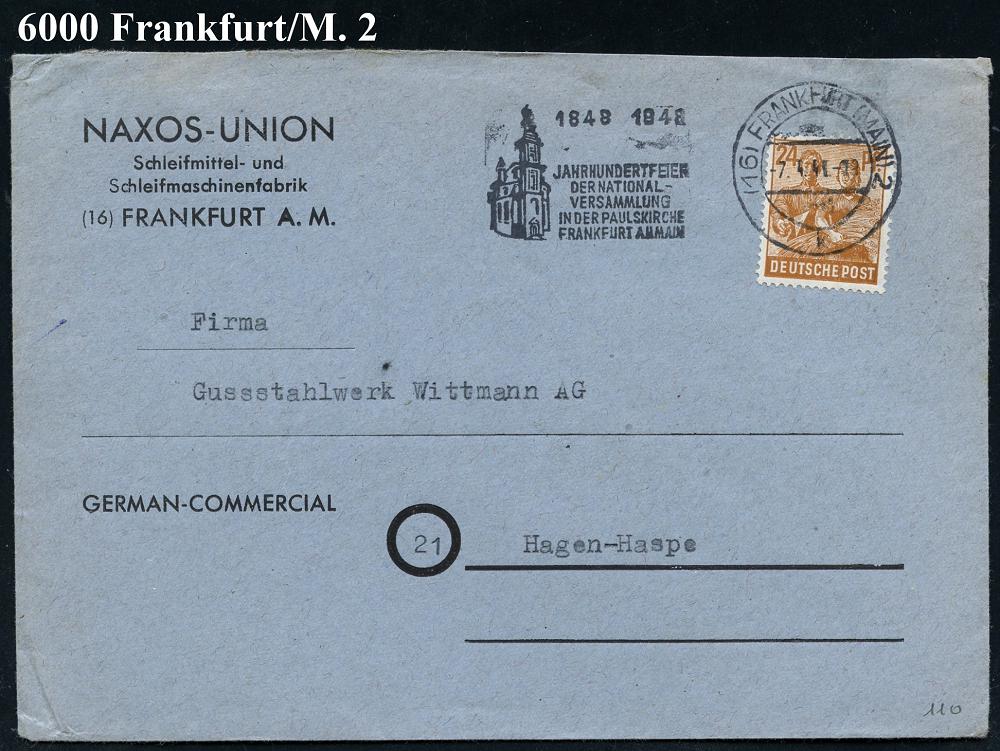 6000 Frankfurt/M. 2
NAXOS-UNION
Schleifmittel- und
Schleifmaschinenfabrik
(16) FRANKFURT A. M.
1848 1948
JAHRHUNDERTFEIER
DER NATIONAL-
VERSAMMLUNG
IN DER PAULSKIRCHE
FRANKFURT AM MAIN
(16) FRANKFURT (MAIN) 2
k
24
DEUTSCHE POST
Firma
Gussstahlwerk Wittmann AG
GERMAN-COMMERCIAL
21
Hagen-Haspe
110